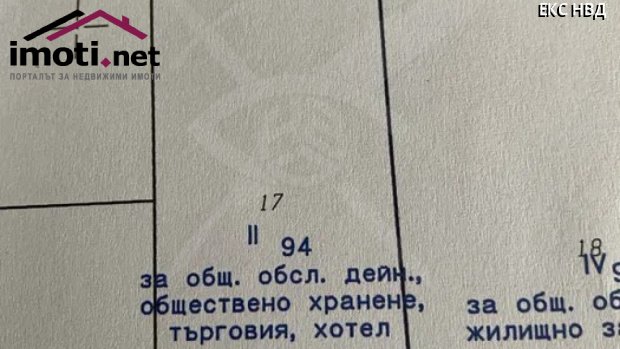 imoti.net
ПОРТАЛЪТ ЗА НЕДВИЖИМИ ИМОТИ
ЕКС НВД
17
II 94
за общ. обсл. дейн.,
обществено хранене,
търговия, хотел
18
IV
за общ.
жилищно